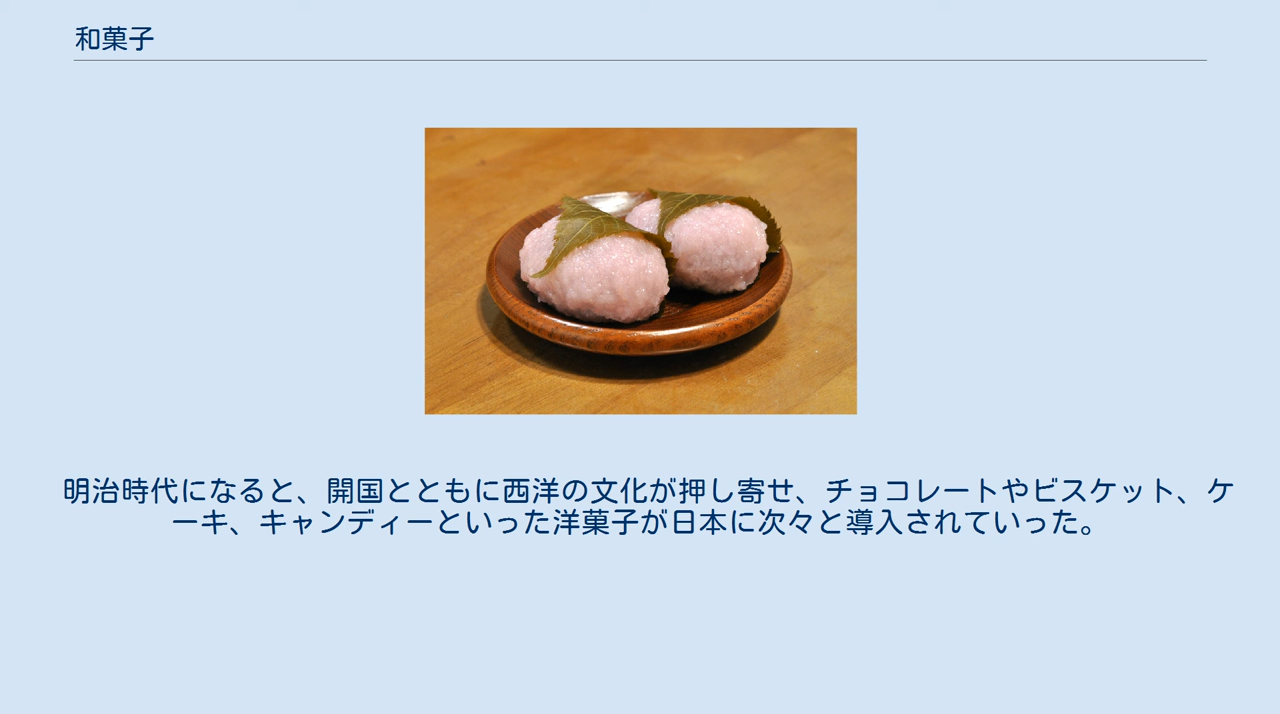 和菓子
明治時代になると、開国とともに西洋の文化が押し寄せ、チョコレートやビスケット、ケ
ーキ、キャンディーといった洋菓子が日本に次々と導入されていった。